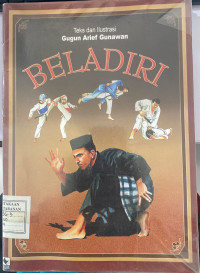 Teks dan Ilustrasi
Gugun Arief Gunawan
BELADIRI